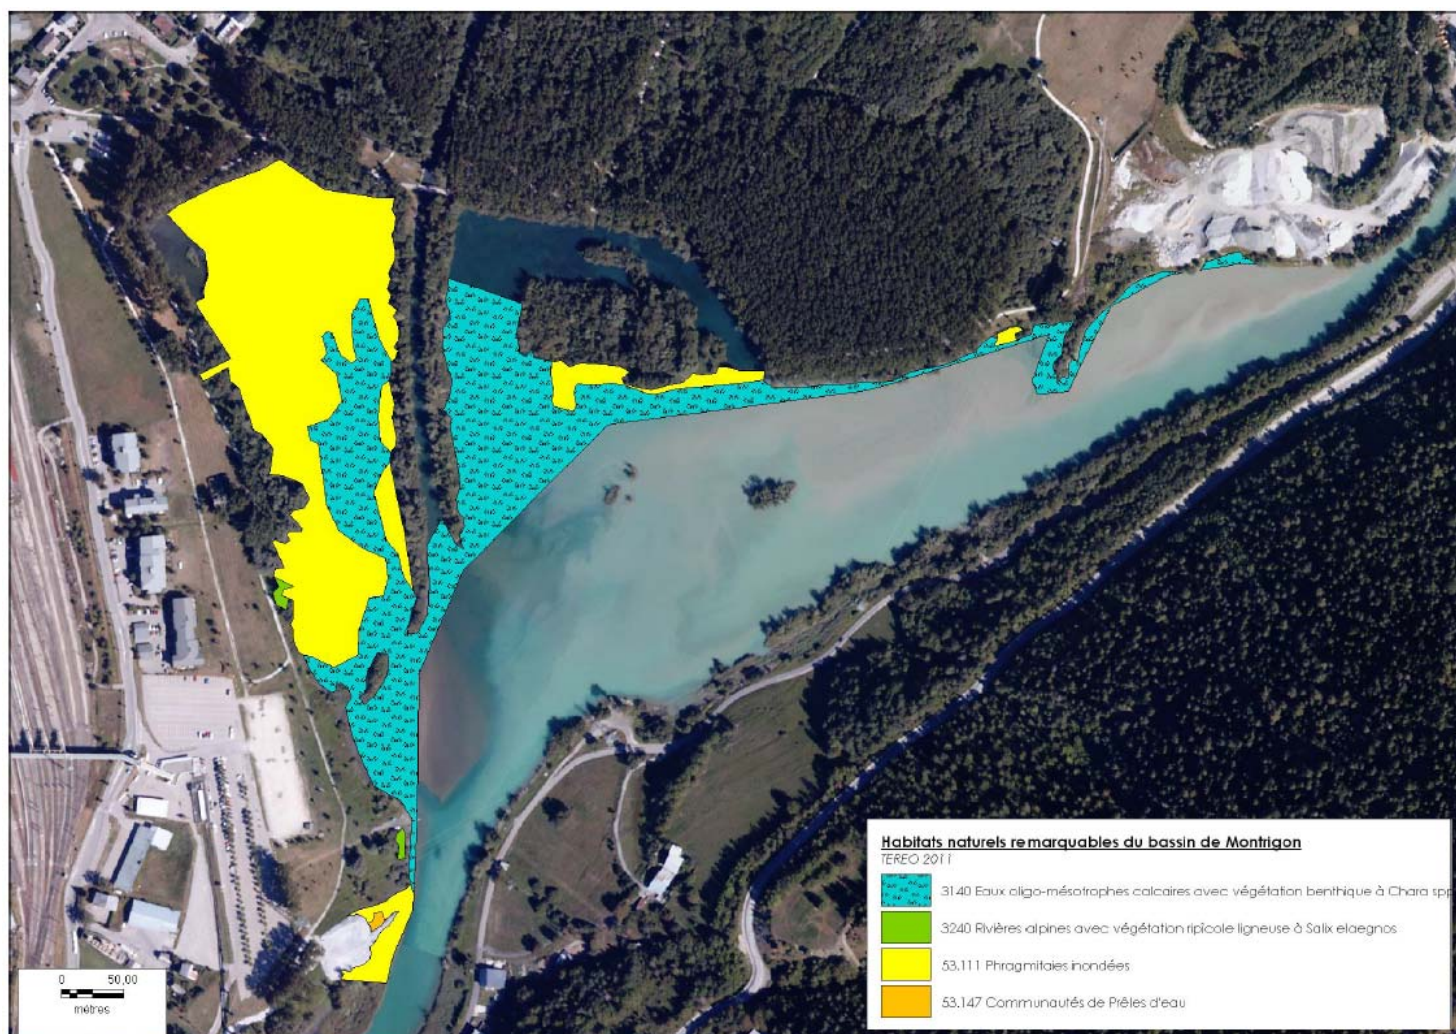 Habitats naturels remarquables du bassin de Montrigon
TEREO 2011
3140 Eaux oligo-mésotrophes calcaires avec végétation benthique à Chara spp
3240 Rivières alpines avec végétation ripicole ligneuse à Salix elaegnos
53.111 Phragmitaies inondées
53.147 Communautés de Prêles d'eau
0 50,00
mètres